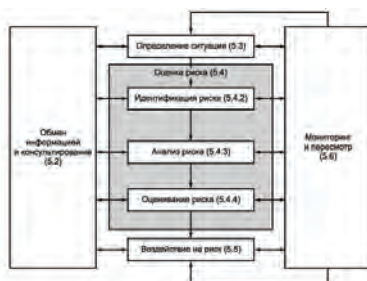 Определение ситуации (5.3)
Оценка риска (5.4)
Идентификация риска (5.4.2)
Обмен
информацией
и консультирование
(5.2)
Анализ риска (5.4.3)
Мониторинг
и пересмотр
(5.6)
Оценивание риска (5.4.4)
Воздействие на риск (5.5)